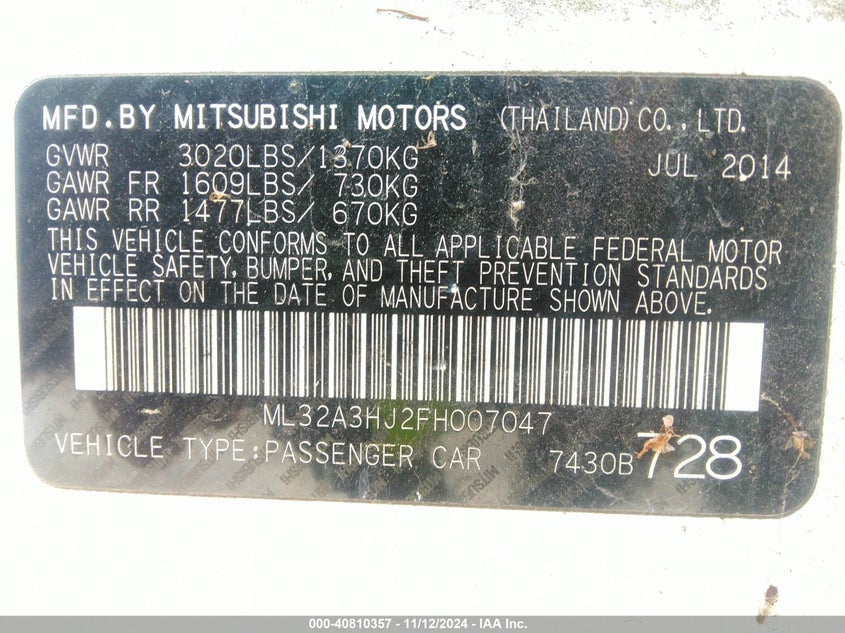 MFD.BY MITSUBISHI MOTORS (THAILAND) CO., LTD.
GVWR 3020LBS/1370KG JUL 2014
GAWR FR 1609LBS/ 730KG
GAWR RR 1477LBS/ 670KG
THIS VEHICLE CONFORMS TO ALL APPLICABLE FEDERAL MOTOR
VEHICLE SAFETY, BUMPER, AND THEFT PREVENTION STANDARDS
IN EFFECT ON THE DATE OF MANUFACTURE SHOWN ABOVE.
ML32A3HJ2FH007047
VEHICLE TYPE:PASSENGER CAR 7430B 728
000-40810357 - 11/12/2024 - IAA Inc.